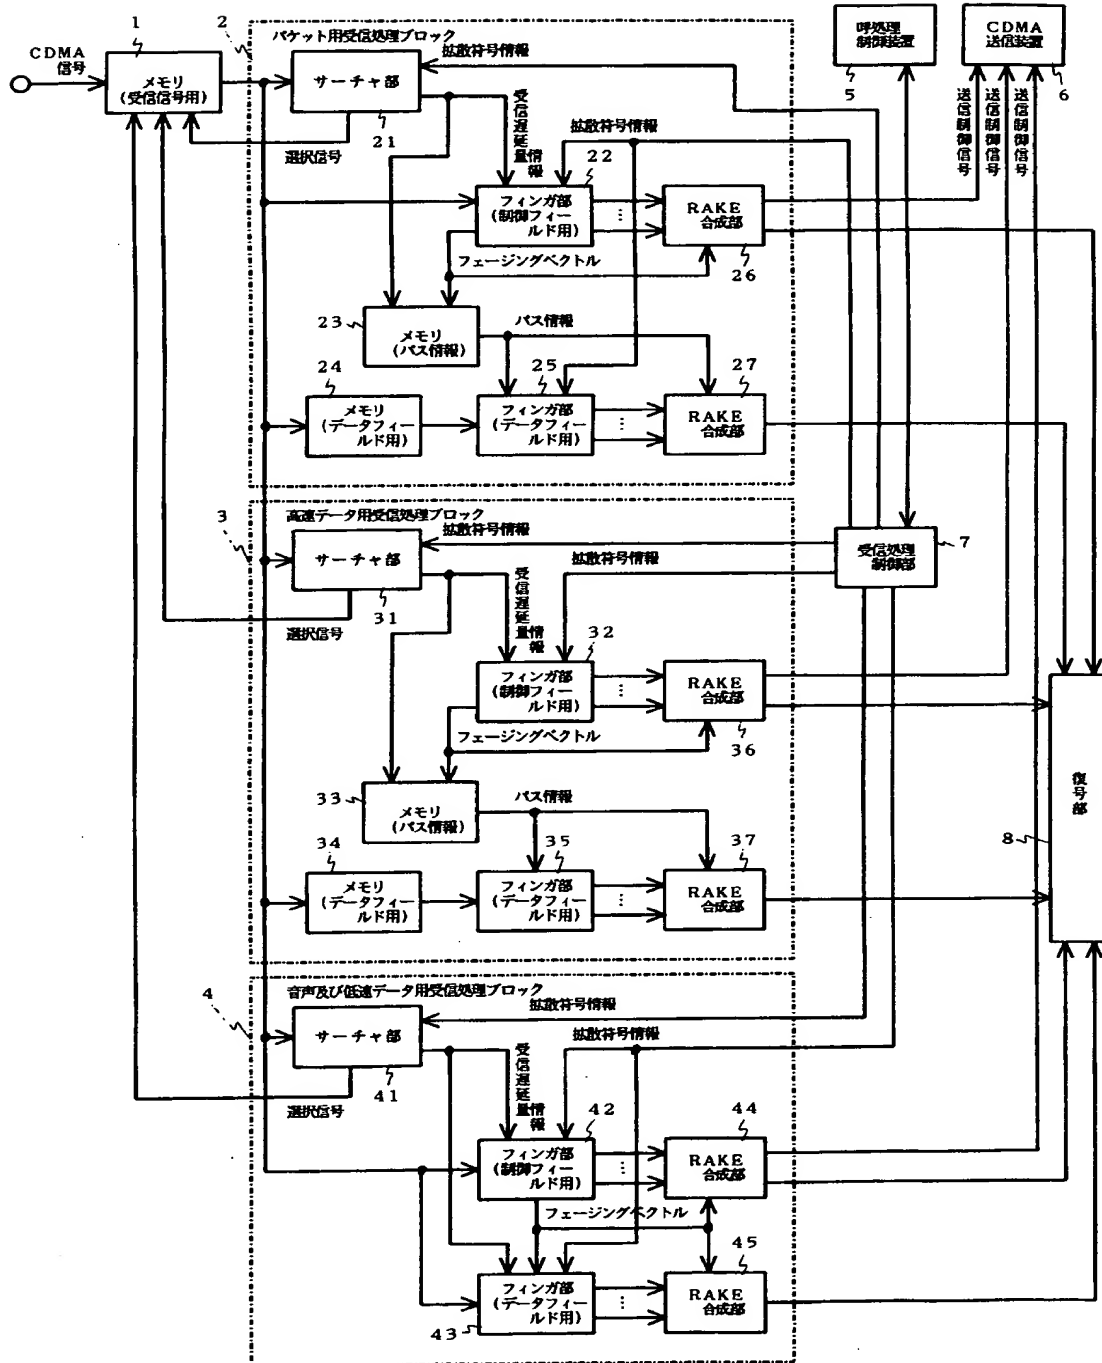 CDMA
信号
1
メモリ
(受信信号用)
2
パケット用受信処理ブロック
拡散符号情報
サーチャ部
21
選択信号
受信遅延量情報
拡散符号情報
22
フィンガ部
(制御フィー
ルド用)
RAKE
合成部
26
フェージングベクトル
23
メモリ
(パス情報)
パス情報
24
メモリ
(データフィー
ルド用)
25
フィンガ部
(データフィー
ルド用)
27
RAKE
合成部
呼処理
制御装置
5
CDMA
送信装置
6
送信制御信号
送信制御信号
送信制御信号
3
高速データ用受信処理ブロック
拡散符号情報
サーチャ部
31
選択信号
受信遅延量情報
拡散符号情報
32
フィンガ部
(制御フィー
ルド用)
RAKE
合成部
36
フェージングベクトル
33
メモリ
(パス情報)
パス情報
34
メモリ
(データフィー
ルド用)
35
フィンガ部
(データフィー
ルド用)
37
RAKE
合成部
受信処理
制御部
7
復号部
8
4
音声及び低速データ用受信処理ブロック
拡散符号情報
サーチャ部
41
選択信号
受信遅延量情報
拡散符号情報
42
フィンガ部
(制御フィー
ルド用)
44
RAKE
合成部
フェージングベクトル
フィンガ部
(データフィー
ルド用)
43
45
RAKE
合成部